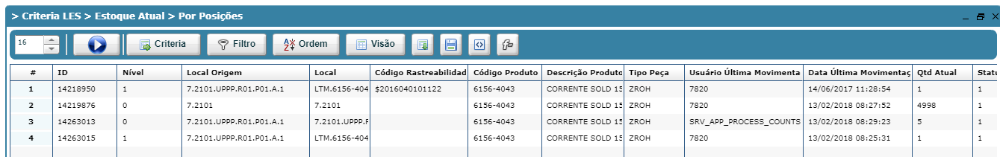 > Criteria LES > Estoque Atual > Por Posições
16 Criteria Filtro Ordem Visão
# ID Nível Local Origem Local Código Rastreabilidad Código Produto Descrição Produto Tipo Peça Usuário Última Movimenta Data Última Movimentaç Qtd Atual Statu
1 14218950 1 7.2101.UPPP.R01.P01.A.1 LTM.6156-404 $2016040101122 6156-4043 CORRENTE SOLD 15 ZROH 7820 14/06/2017 11:28:54 1 1
2 14219876 0 7.2101 7.2101 6156-4043 CORRENTE SOLD 15 ZROH 7820 13/02/2018 08:27:52 4998 1
3 14263013 0 7.2101.UPPP.R01.P01.A.1 7.2101.UPPP.F 6156-4043 CORRENTE SOLD 15 ZROH SRV_APP_PROCESS_COUNTS 13/02/2018 08:29:23 5 1
4 14263015 1 7.2101.UPPP.R01.P01.A.1 LTM.6156-404 6156-4043 CORRENTE SOLD 15 ZROH 7820 13/02/2018 08:25:31 1 1